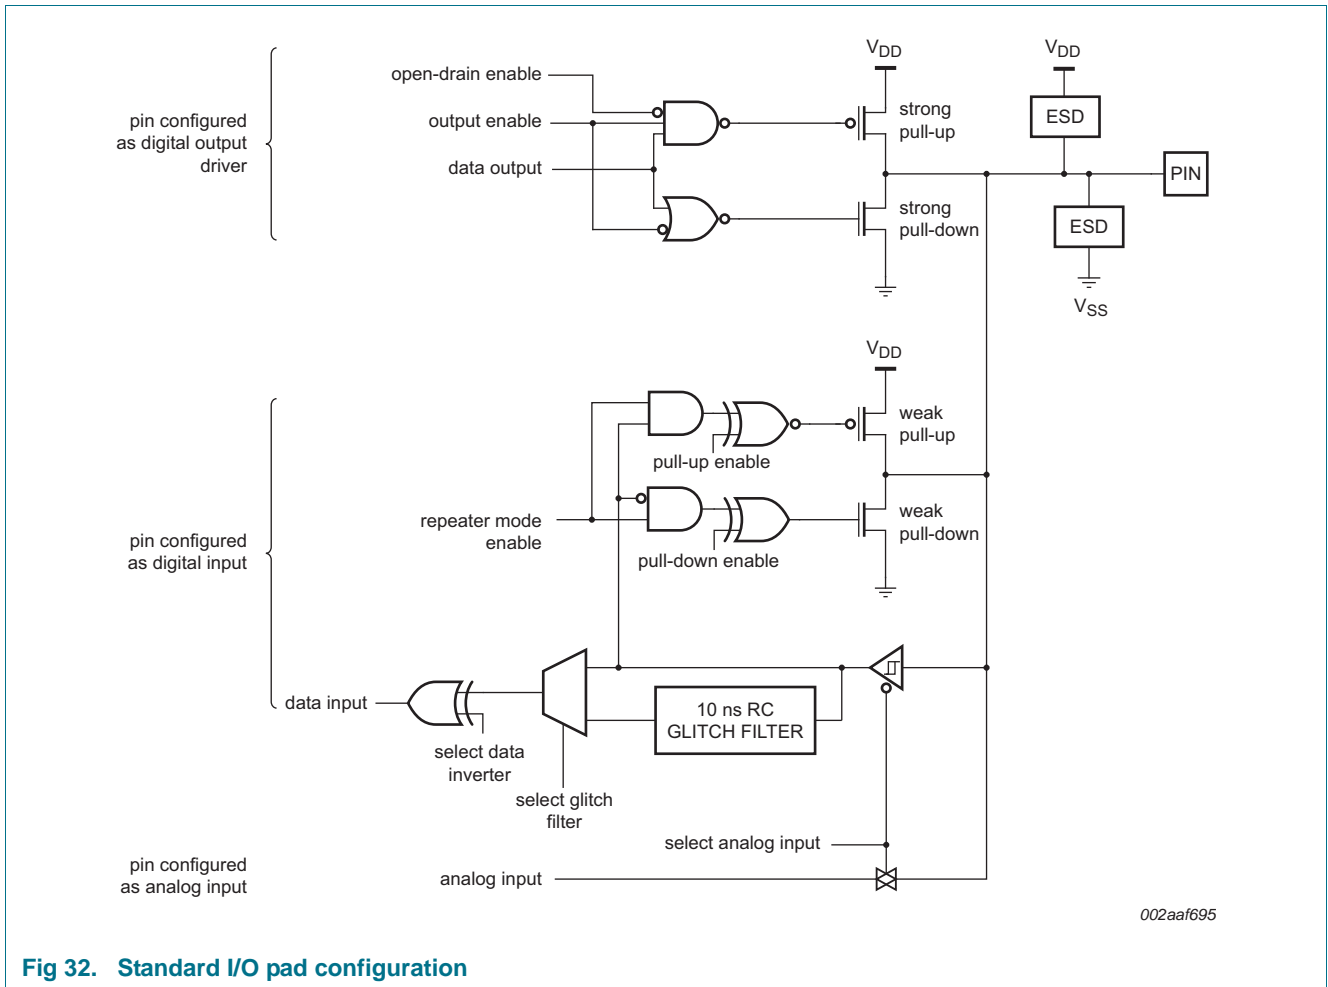 VDD
VDD
open-drain enable
strong
pull-up
ESD
pin configured
as digital output
driver
output enable
data output
PIN
strong
pull-down
ESD
VSS
VDD
weak
pull-up
pull-up enable
repeater mode
enable
weak
pull-down
pin configured
as digital input
pull-down enable
data input
10 ns RC
GLITCH FILTER
select data
inverter
select glitch
filter
select analog input
pin configured
as analog input
analog input
002aaf695
Fig 32. Standard I/O pad configuration